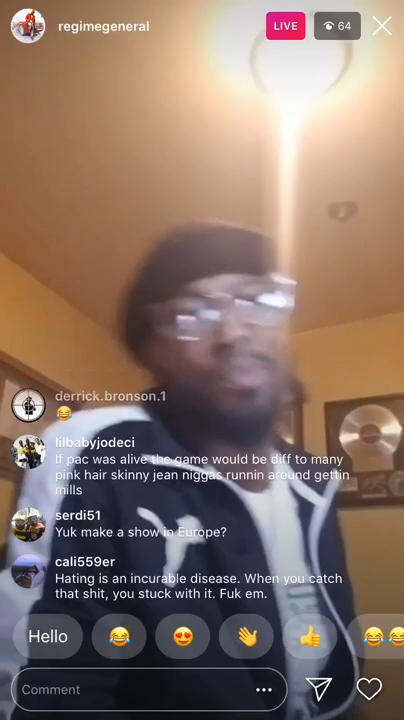 regimegeneral
LIVE
64
derrick.bronson.1
😂
lilbabyjodeci
If pac was alive the game would be diff to many
pink hair skinny jean niggas runnin around gettin
mills
serdi51
Yuk make a show in Europe?
cali559er
Hating is an incurable disease. When you catch
that shit, you stuck with it. Fuk em.
Hello 😂 😍 👋 👍 😂😂
Comment